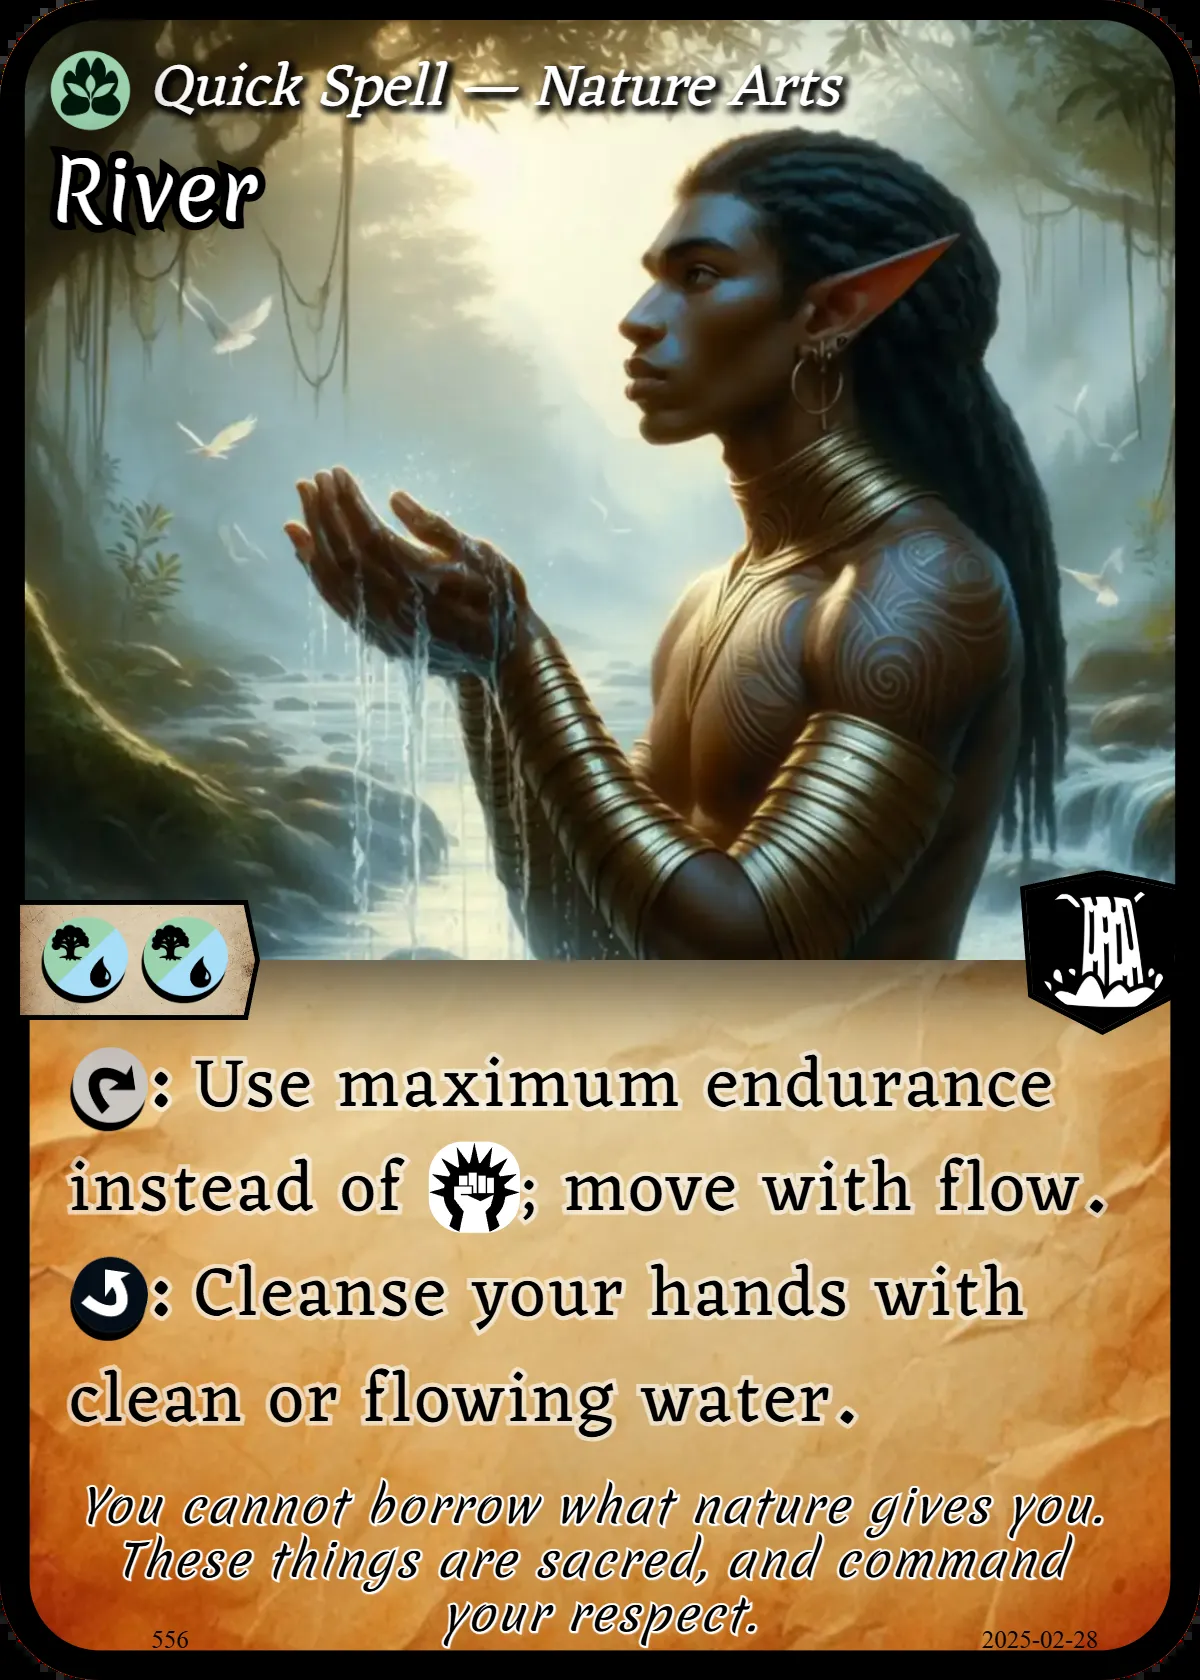 Quick Spell — Nature Arts
River
: Use maximum endurance
instead of ; move with flow.
: Cleanse your hands with
clean or flowing water.
You cannot borrow what nature gives you.
These things are sacred, and command
your respect.
556
2025-02-28